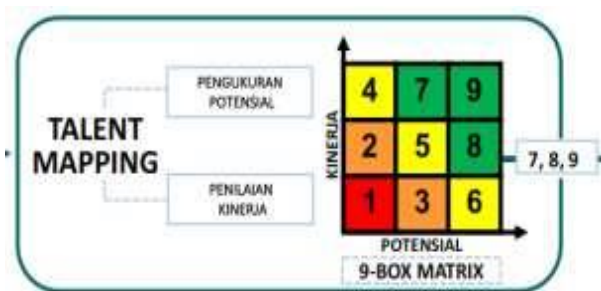 TALENT
MAPPING
PENGUKURAN
POTENSIAL
PENILAIAN
KINERJA
KINERJA
4 7 9
2 5 8
1 3 6
POTENSIAL
9-BOX MATRIX
7, 8, 9